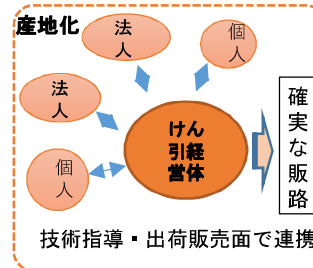 産地化
法
人
個
人
法
人
けん
引経
営体
個
人
確
実
な
販
路
技術指導・出荷販売面で連携